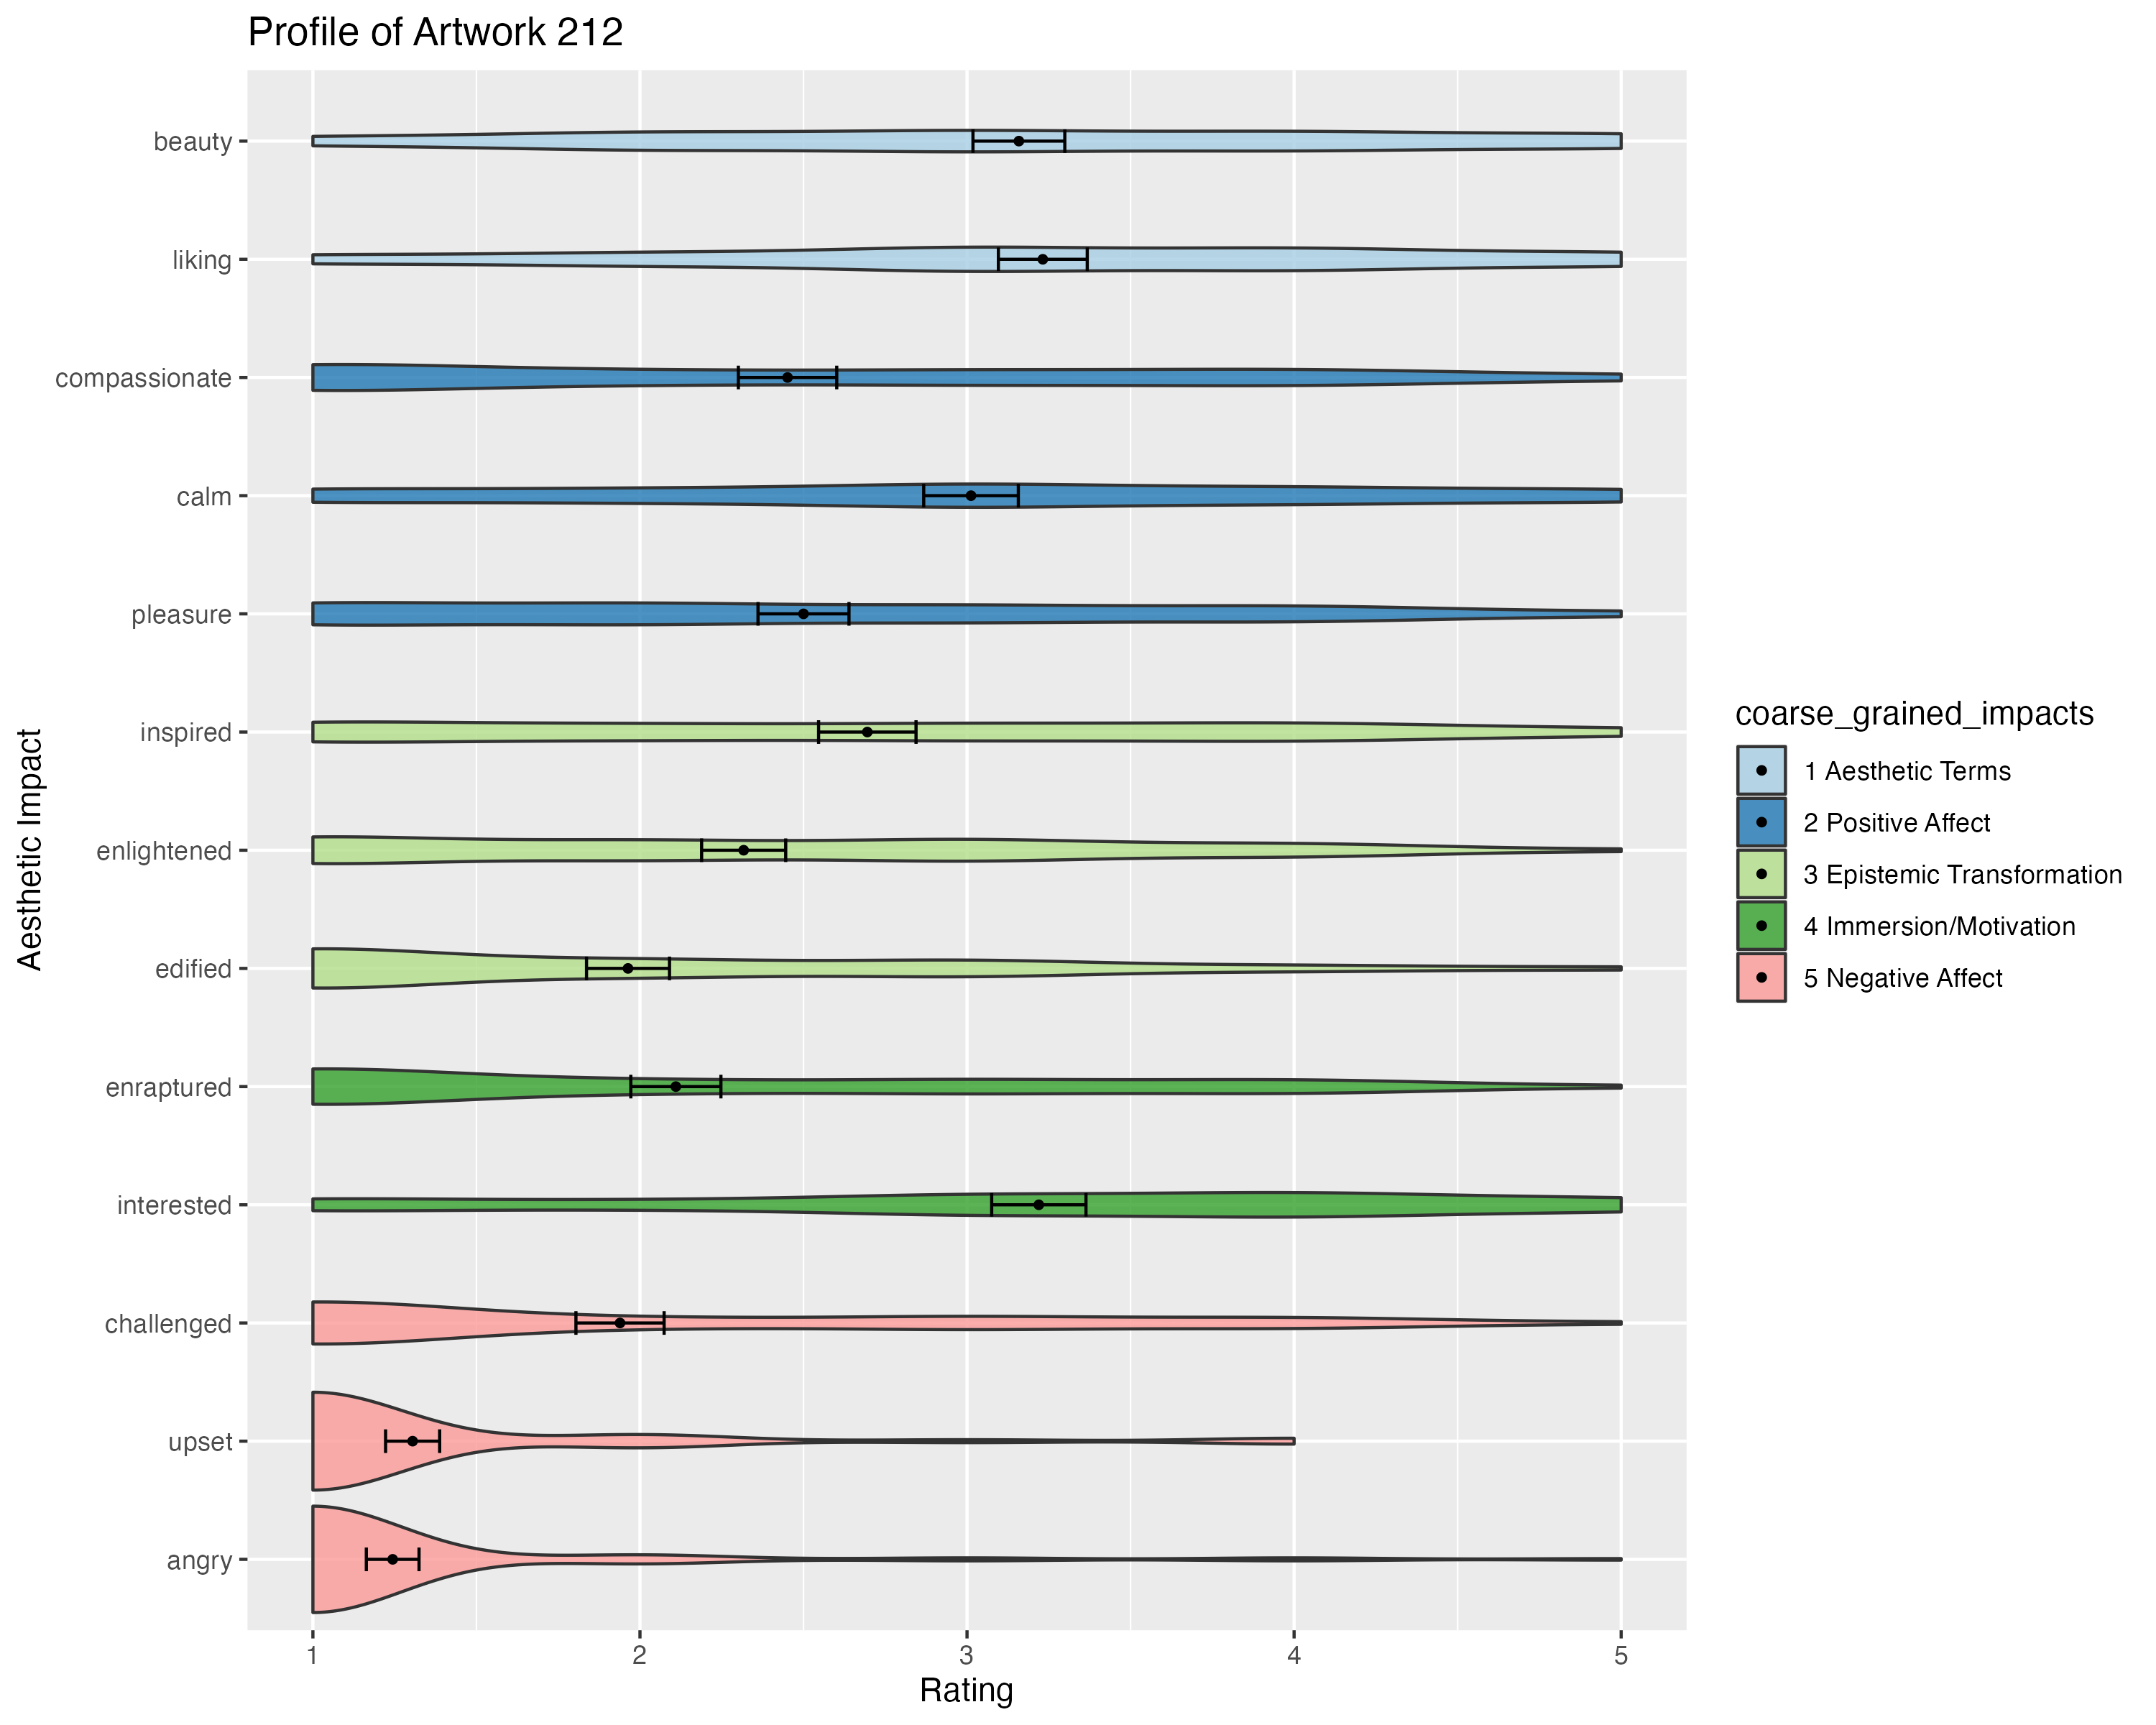 Profile of Artwork 212
beauty
liking
compassionate
calm
pleasure
inspired
enlightened
edified
enraptured
interested
challenged
upset
angry
Aesthetic Impact
1 2 3 4 5
Rating
coarse_grained_impacts
1 Aesthetic Terms
2 Positive Affect
3 Epistemic Transformation
4 Immersion/Motivation
5 Negative Affect